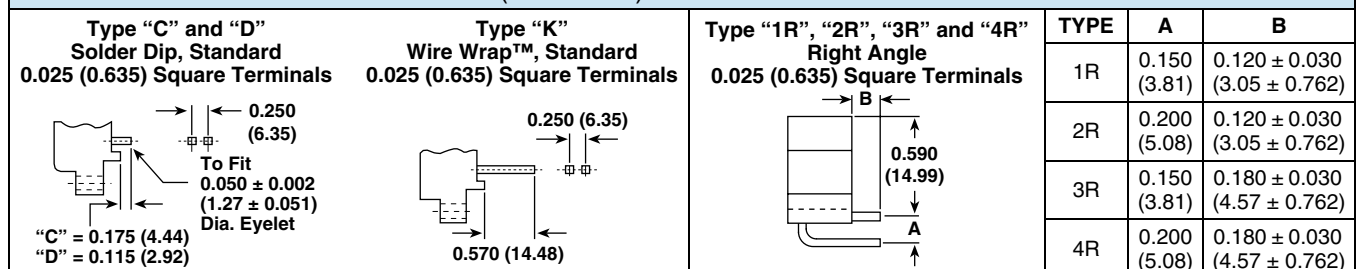 Type “C” and “D”
Solder Dip, Standard
0.025 (0.635) Square Terminals
0.250
(6.35)
To Fit
0.050 ± 0.002
(1.27 ± 0.051)
Dia. Eyelet
“C” = 0.175 (4.44)
“D” = 0.115 (2.92)
Type “K”
Wire Wrap™, Standard
0.025 (0.635) Square Terminals
0.250 (6.35)
0.570 (14.48)
Type “1R”, “2R”, “3R” and “4R”
Right Angle
0.025 (0.635) Square Terminals
B
0.590
(14.99)
A
TYPE A B
1R 0.150 (3.81) 0.120 ± 0.030 (3.05 ± 0.762)
2R 0.200 (5.08) 0.120 ± 0.030 (3.05 ± 0.762)
3R 0.150 (3.81) 0.180 ± 0.030 (4.57 ± 0.762)
4R 0.200 (5.08) 0.180 ± 0.030 (4.57 ± 0.762)